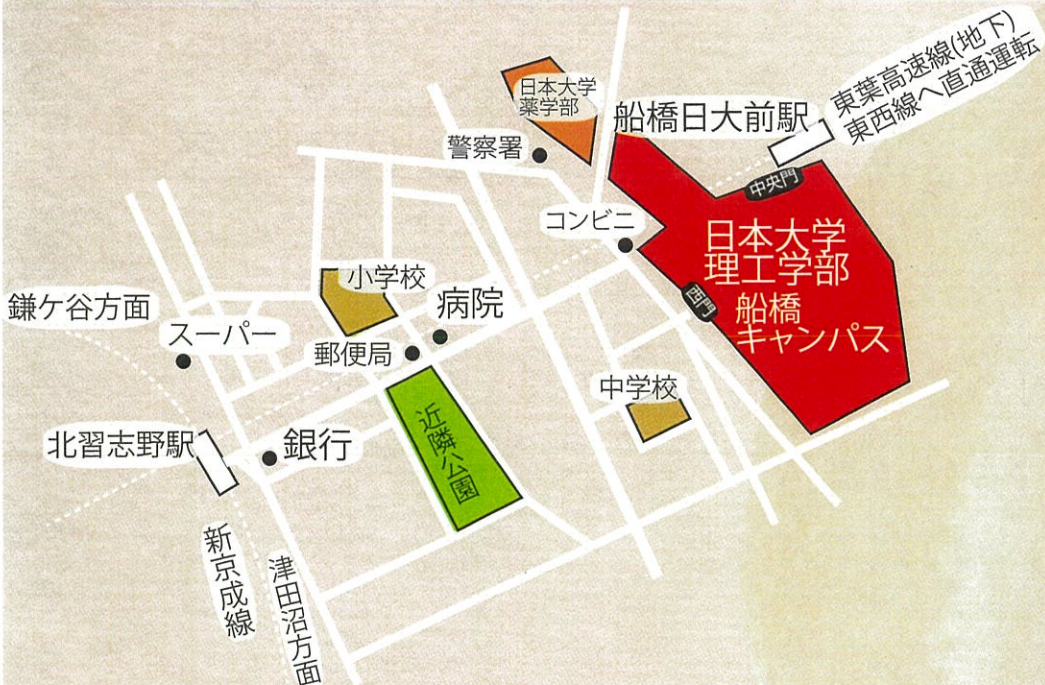 日本大学
薬学部
船橋日大前駅
東葉高速線(地下)
東西線へ直通運転
警察署
中央門
コンビニ
日本大学
理工学部
船橋
キャンパス
西門
小学校
病院
鎌ケ谷方面
スーパー
郵便局
中学校
近隣公園
北習志野駅
銀行
新京成線
津田沼方面